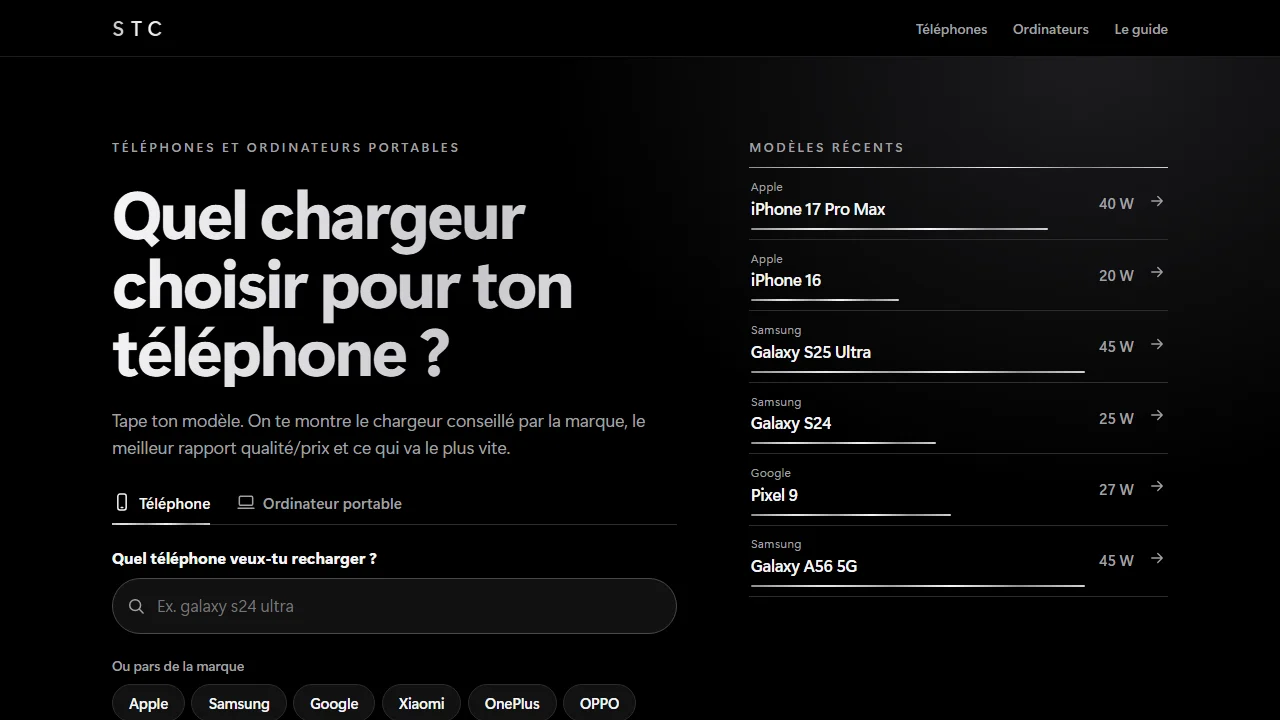 STC
Téléphones
Ordinateurs
Le guide
TÉLÉPHONES ET ORDINATEURS PORTABLES
Quel chargeur
choisir pour ton
téléphone ?
Tape ton modèle. On te montre le chargeur conseillé par la marque, le
meilleur rapport qualité/prix et ce qui va le plus vite.
Téléphone
Ordinateur portable
Quel téléphone veux-tu recharger ?
Ex. galaxy s24 ultra
Ou pars de la marque
Apple
Samsung
Google
Xiaomi
OnePlus
OPPO
MODÈLES RÉCENTS
Apple
iPhone 17 Pro Max
40 W
Apple
iPhone 16
20 W
Samsung
Galaxy S25 Ultra
45 W
Samsung
Galaxy S24
25 W
Google
Pixel 9
27 W
Samsung
Galaxy A56 5G
45 W